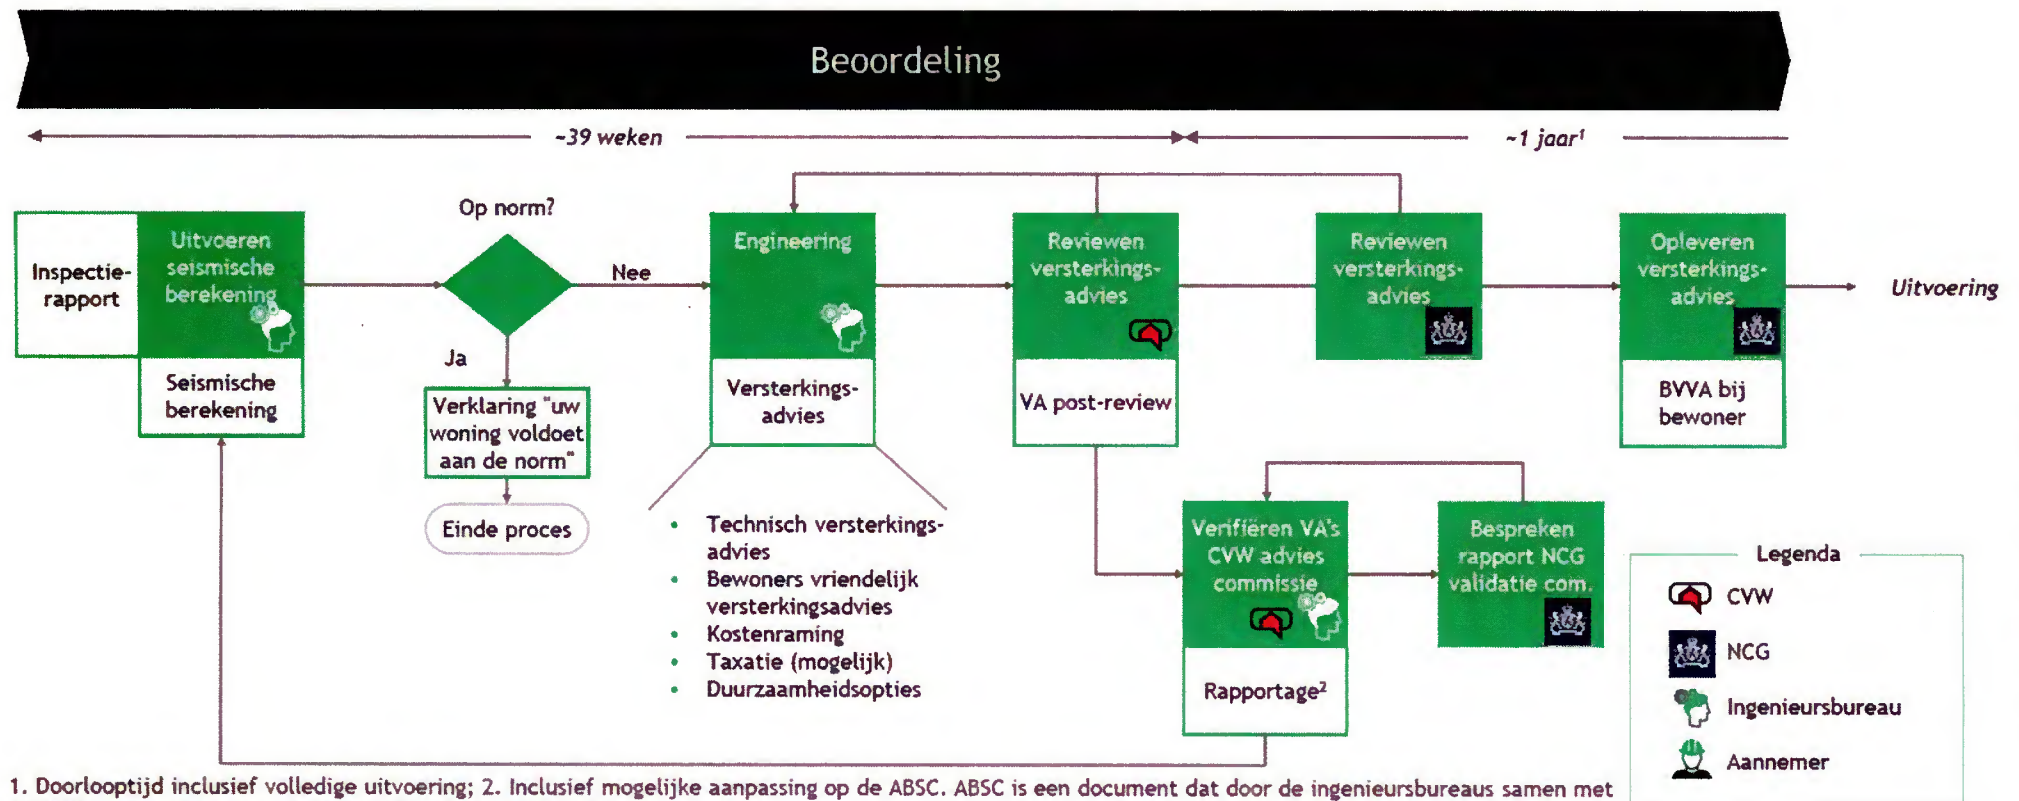 Beoordeling
~39 weken
~1 jaar¹
Inspectie-
rapport
Uitvoeren
seismische
berekening
Seismische
berekening
Op norm?
Nee
Ja
Verklaring "uw
woning voldoet
aan de norm"
Einde proces
Engineering
Versterkings-
advies
• Technisch versterkings-
advies
• Bewoners vriendelijk
versterkingsadvies
• Kostenraming
• Taxatie (mogelijk)
• Duurzaamheidsopties
Reviewen
versterkings-
advies
VA post-review
Reviewen
versterkings-
advies
Opleveren
versterkings-
advies
BVVA bij
bewoner
Uitvoering
Verifiëren VA's
CVW advies
commissie
Rapportage²
Bespreken
rapport NCG
validatie com.
Legenda
CVW
NCG
Ingenieursbureau
Aannemer
1. Doorlooptijd inclusief volledige uitvoering; 2. Inclusief mogelijke aanpassing op de ABSC. ABSC is een document dat door de ingenieursbureaus samen met